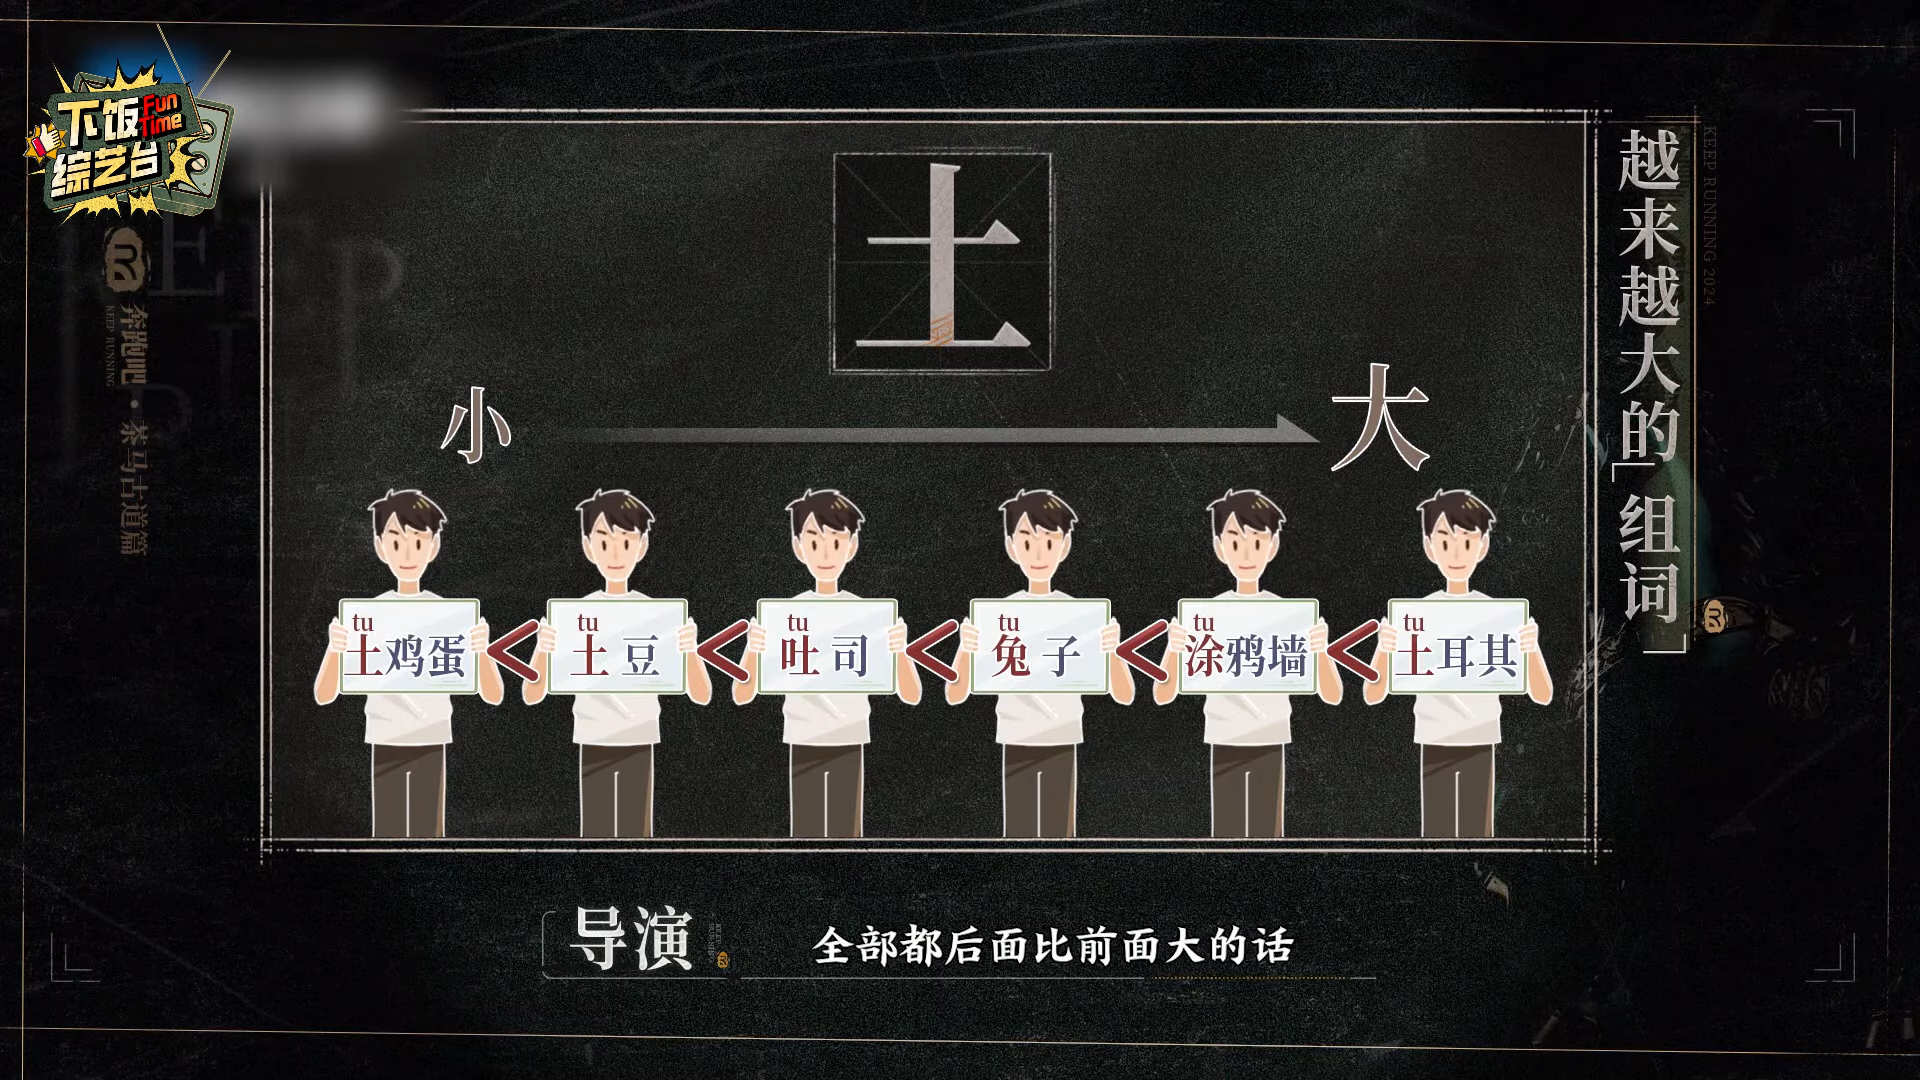 下饭
Fun
Time
综艺台
奔跑吧·茶马古道篇
KEEP RUNNING
土
小
大
tu
土鸡蛋
<
tu
土豆
<
tu
吐司
<
tu
兔子
<
tu
涂鸦墙
<
tu
土耳其
越来越大的「组词」
KEEP RUNNING 2024
导演
全部都后面比前面大的话